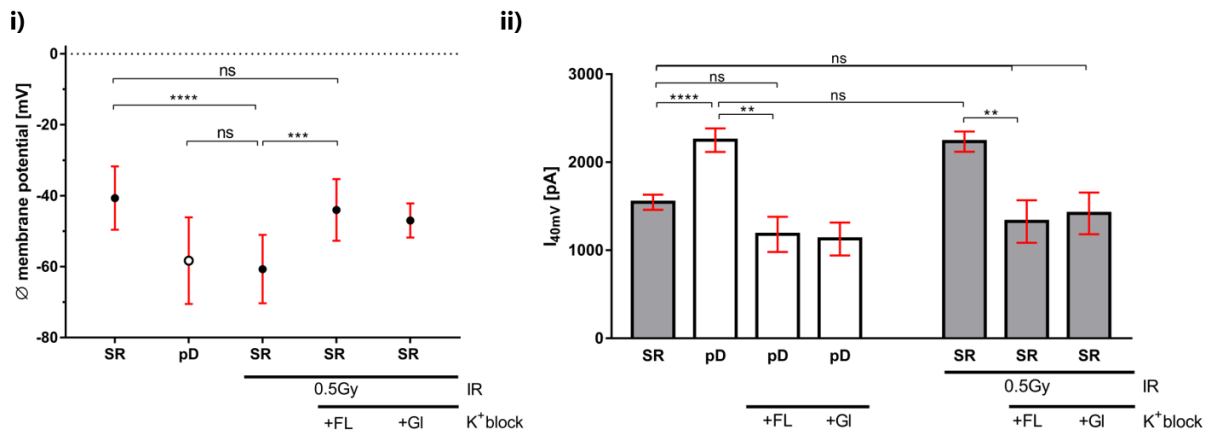 i)
0
-20
-40
-60
-80
Ø membrane potential [mV]
ns
****
ns
***
SR pD SR SR SR
0.5Gy IR
+FL +Gl K⁺block
ii)
3000
2000
1000
0
I40mV [pA]
ns
ns
****
ns
**
**
SR pD pD pD SR SR SR
0.5Gy IR
+FL +Gl +FL +Gl K⁺block